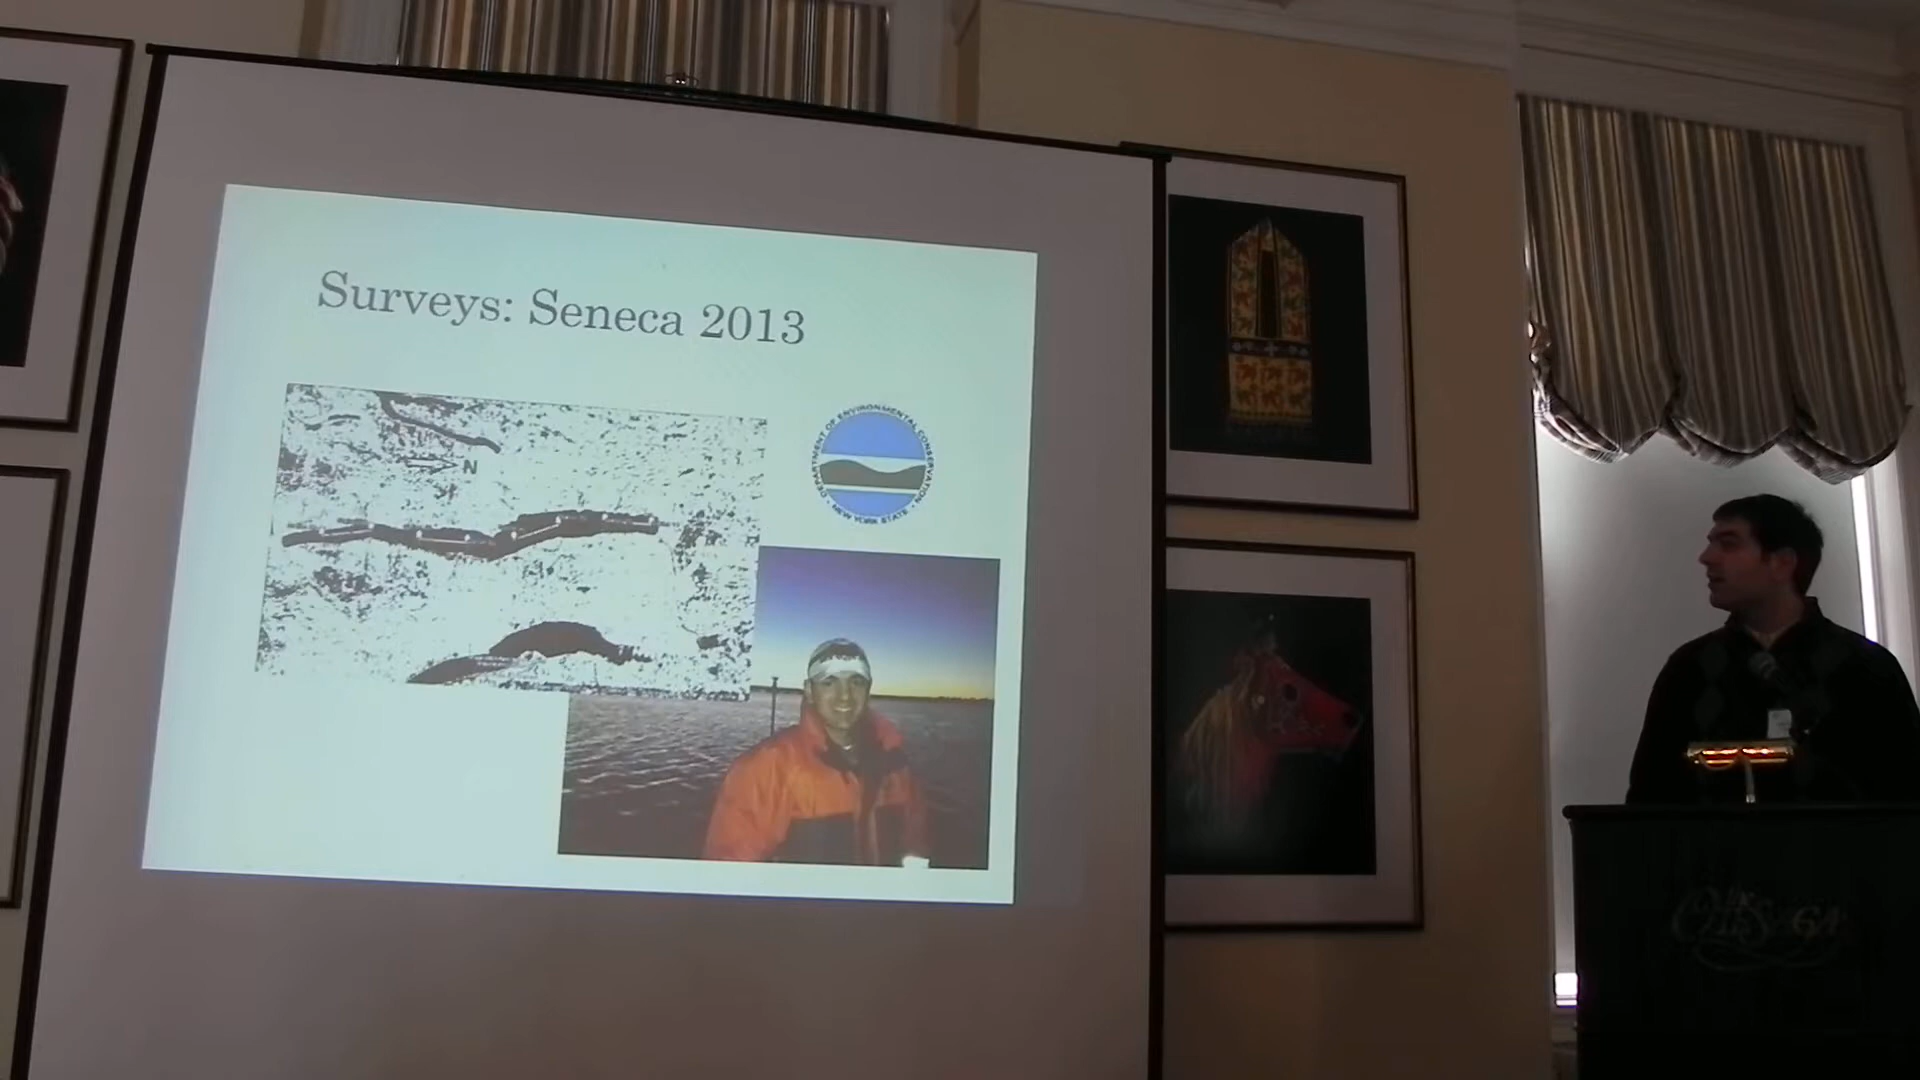 Surveys: Seneca 2013
N
DEPARTMENT OF ENVIRONMENTAL CONSERVATION
NEW YORK STATE